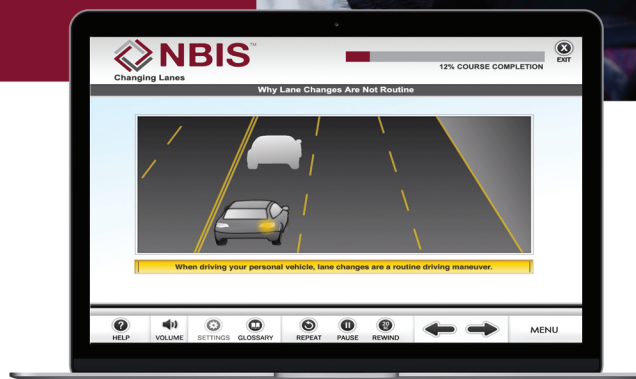 NBIS™
Changing Lanes
12% COURSE COMPLETION
X
EXIT
Why Lane Changes Are Not Routine
When driving your personal vehicle, lane changes are a routine driving maneuver.
?
HELP
VOLUME
SETTINGS
GLOSSARY
REPEAT
PAUSE
20
REWIND
MENU